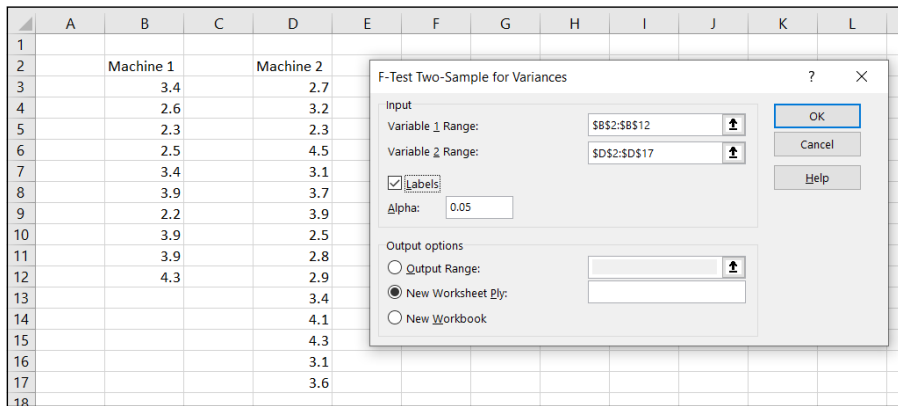 A B C D E F G H I J K L
1
2 Machine 1 Machine 2
3 3.4 2.7
4 2.6 3.2
5 2.3 2.3
6 2.5 4.5
7 3.4 3.1
8 3.9 3.7
9 2.2 3.9
10 3.9 2.5
11 3.9 2.8
12 4.3 2.9
13 3.4
14 4.1
15 4.3
16 3.1
17 3.6
18
F-Test Two-Sample for Variances ? ×
Input
Variable 1 Range: $B$2:$B$12
Variable 2 Range: $D$2:$D$17
Labels
Alpha: 0.05
OK
Cancel
Help
Output options
Output Range:
New Worksheet Ply:
New Workbook